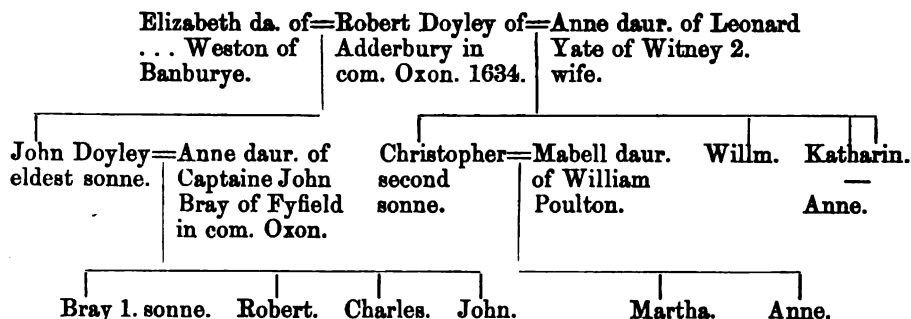 Elizabeth da. of=Robert Doyley of=Anne daur. of Leonard
... Weston of Adderbury in Yate of Witney 2.
Banburye. com. Oxon. 1634. wife.
John Doyley=Anne daur. of Christopher=Mabell daur. Willm. Katharin.
eldest sonne. Captaine John second of William —
Bray of Fyfield sonne. Poulton. Anne.
in com. Oxon.
Bray 1. sonne. Robert. Charles. John. Martha. Anne.